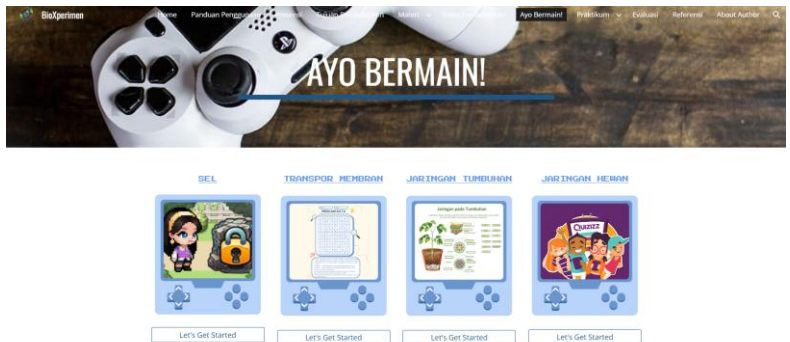 BioXperimen
Home Panduan Penggunaan Materi Ayo Bermain! Praktikum Evaluasi Referensi About Author
AYO BERMAIN!
SEL TRANSPOR MEMBRAN JARINGAN TUMBUHAN JARINGAN HEWAN
Jaringan pada Tumbuhan
QUIZIZZ
Let's Get Started Let's Get Started Let's Get Started Let's Get Started